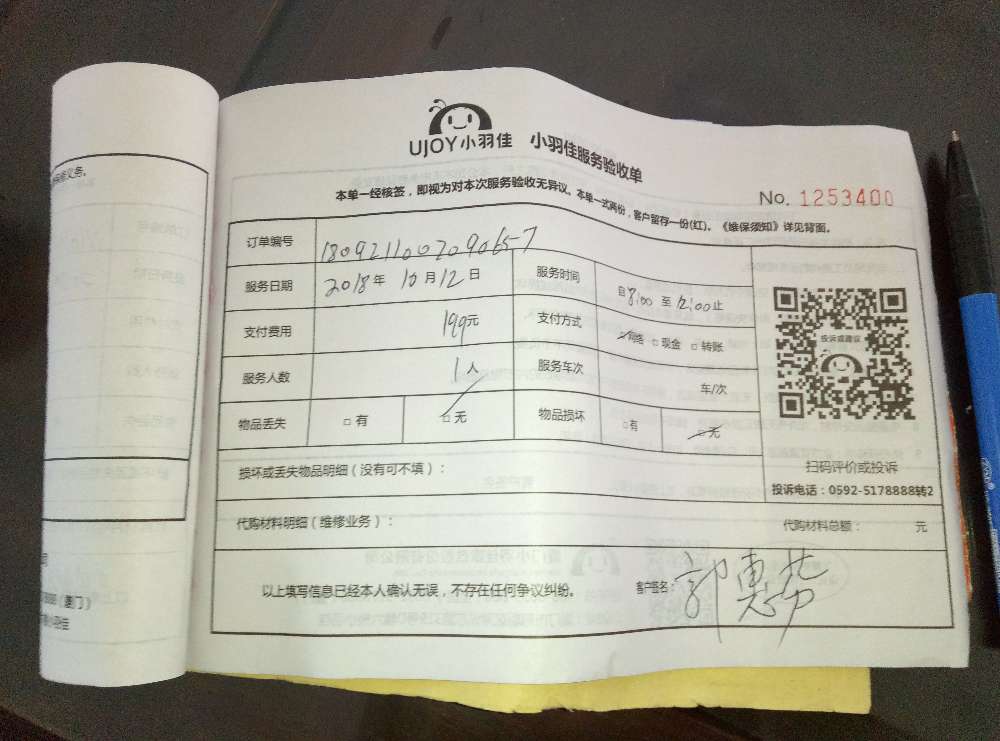 UJOY小羽佳 小羽佳服务验收单
本单一经核签，即视为对本次服务验收无异议。本单一式两份，客户留存一份(红)。《维保须知》详见背面。
No. 1253400
订单编号 180921100209065-7
服务日期 2018年 10月12日 服务时间 自8:00 至 12:00止
支付费用 199元 支付方式 网络 □现金 □转账
服务人数 1人 服务车次 车/次
物品丢失 □有 □无 物品损坏 □有 □无
投诉或建议
扫码评价或投诉
投诉电话：0592-5178888转2
损坏或丢失物品明细（没有可不填）：
代购材料明细（维修业务）： 代购材料总额： 元
以上填写信息已经本人确认无误，不存在任何争议纠纷。 客户签名：郭惠